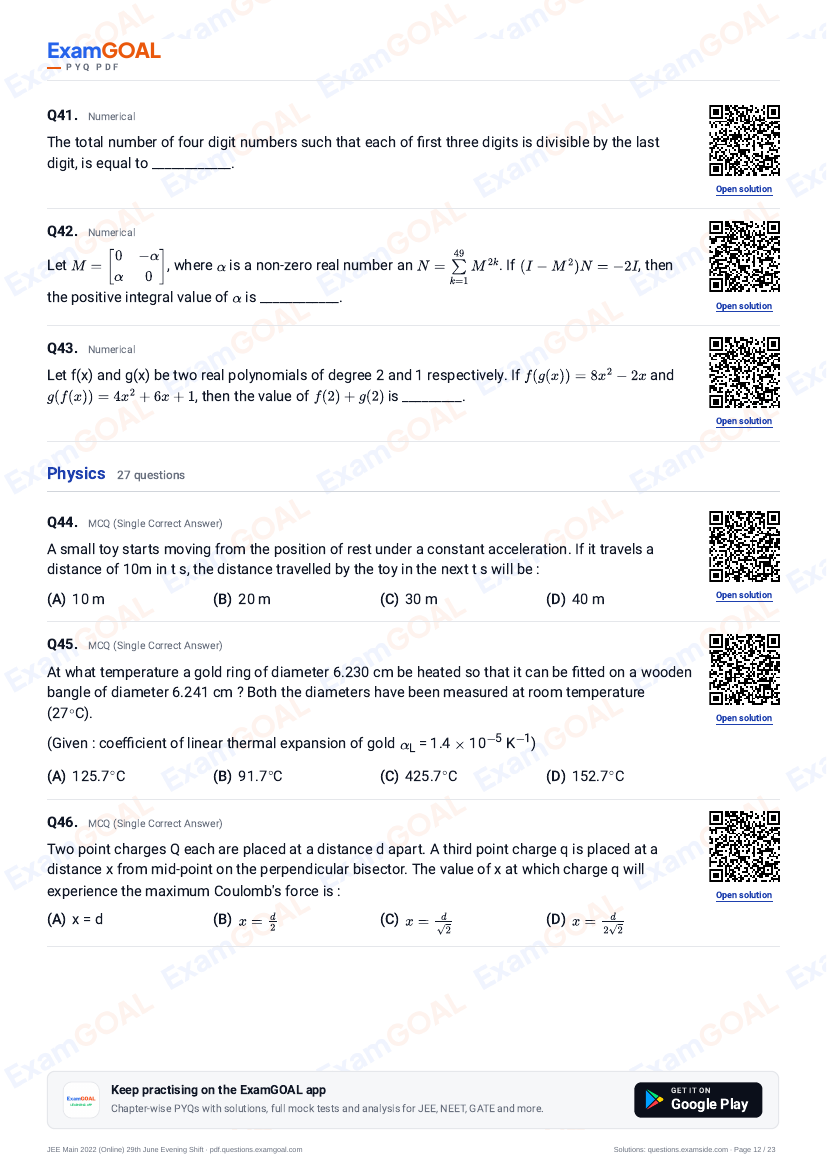 ExamGOAL
PYQ PDF
Q41. Numerical
The total number of four digit numbers such that each of first three digits is divisible by the last
digit, is equal to ____________.
Open solution
Q42. Numerical
Let M = [0 −α; α 0], where α is a non-zero real number an N = ∑_{k=1}^{49} M^{2k}. If (I − M²)N = −2I, then
the positive integral value of α is ____________.
Open solution
Q43. Numerical
Let f(x) and g(x) be two real polynomials of degree 2 and 1 respectively. If f(g(x)) = 8x² − 2x and
g(f(x)) = 4x² + 6x + 1, then the value of f(2) + g(2) is _________.
Open solution
Physics 27 questions
Q44. MCQ (Single Correct Answer)
A small toy starts moving from the position of rest under a constant acceleration. If it travels a
distance of 10m in t s, the distance travelled by the toy in the next t s will be :
(A) 10 m (B) 20 m (C) 30 m (D) 40 m
Open solution
Q45. MCQ (Single Correct Answer)
At what temperature a gold ring of diameter 6.230 cm be heated so that it can be fitted on a wooden
bangle of diameter 6.241 cm ? Both the diameters have been measured at room temperature
(27°C).
Open solution
(Given : coefficient of linear thermal expansion of gold α_L = 1.4 × 10⁻⁵ K⁻¹)
(A) 125.7°C (B) 91.7°C (C) 425.7°C (D) 152.7°C
Q46. MCQ (Single Correct Answer)
Two point charges Q each are placed at a distance d apart. A third point charge q is placed at a
distance x from mid-point on the perpendicular bisector. The value of x at which charge q will
experience the maximum Coulomb's force is :
Open solution
(A) x = d (B) x = d/2 (C) x = d/√2 (D) x = d/(2√2)
ExamGOAL
Keep practising on the ExamGOAL app
Chapter-wise PYQs with solutions, full mock tests and analysis for JEE, NEET, GATE and more.
GET IT ON
Google Play
JEE Main 2022 (Online) 29th June Evening Shift · pdf.questions.examgoal.com
Solutions: questions.examside.com · Page 12 / 23